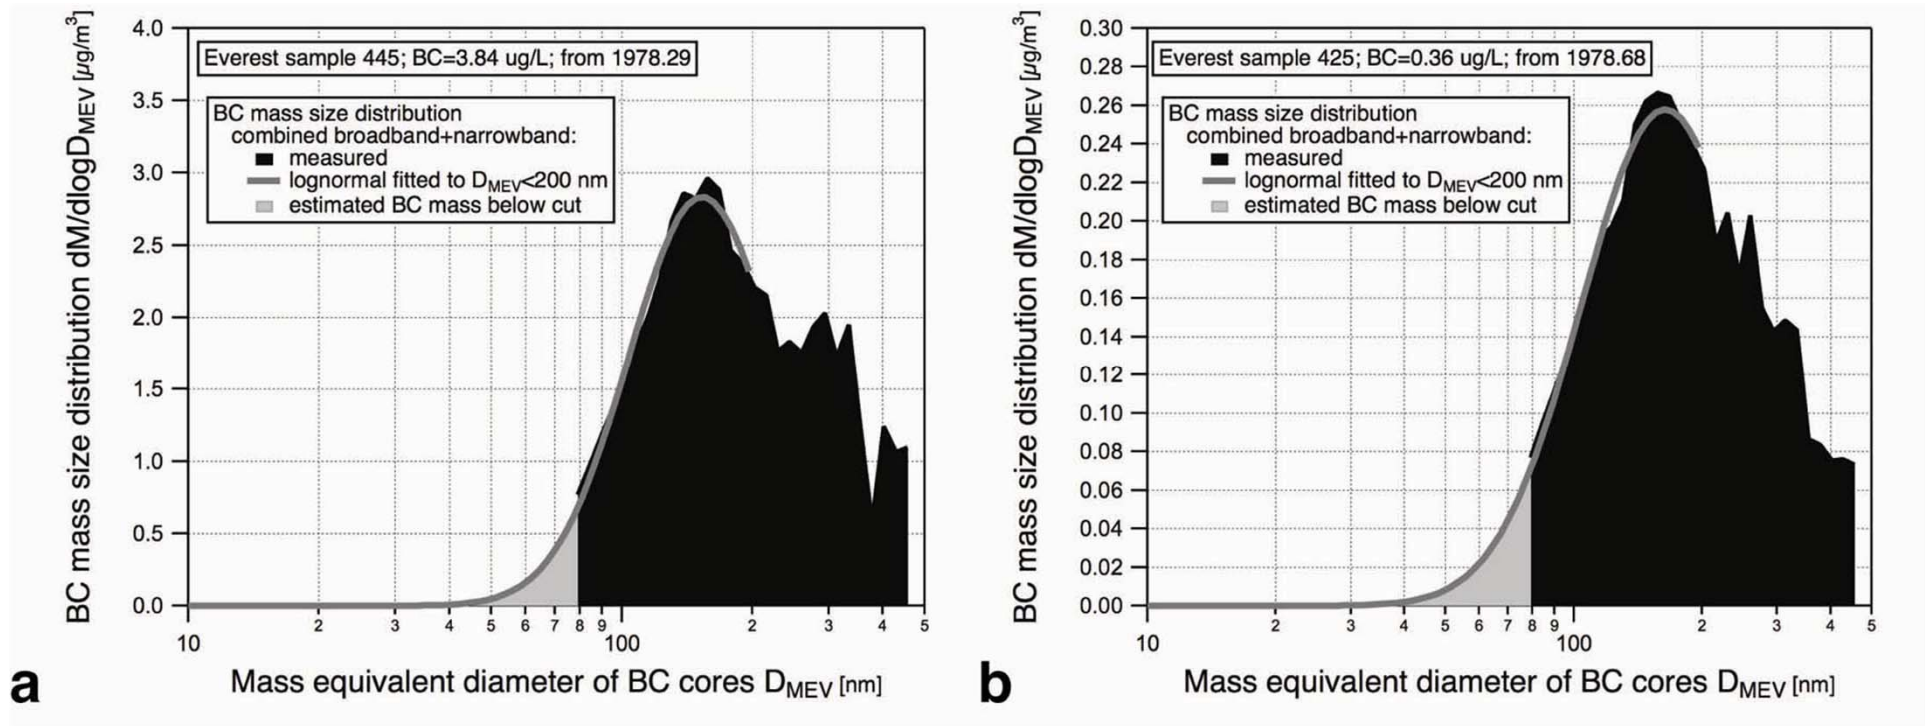 BC mass size distribution dM/dlogD_MEV [µg/m³]
4.0
3.5
3.0
2.5
2.0
1.5
1.0
0.5
0.0
Everest sample 445; BC=3.84 ug/L; from 1978.29
BC mass size distribution
combined broadband+narrowband:
measured
lognormal fitted to D_MEV<200 nm
estimated BC mass below cut
10 2 3 4 5 6 7 8 9 100 2 3 4 5
Mass equivalent diameter of BC cores D_MEV [nm]
a
BC mass size distribution dM/dlogD_MEV [µg/m³]
0.30
0.28
0.26
0.24
0.22
0.20
0.18
0.16
0.14
0.12
0.10
0.08
0.06
0.04
0.02
0.00
Everest sample 425; BC=0.36 ug/L; from 1978.68
BC mass size distribution
combined broadband+narrowband:
measured
lognormal fitted to D_MEV<200 nm
estimated BC mass below cut
10 2 3 4 5 6 7 8 9 100 2 3 4 5
Mass equivalent diameter of BC cores D_MEV [nm]
b